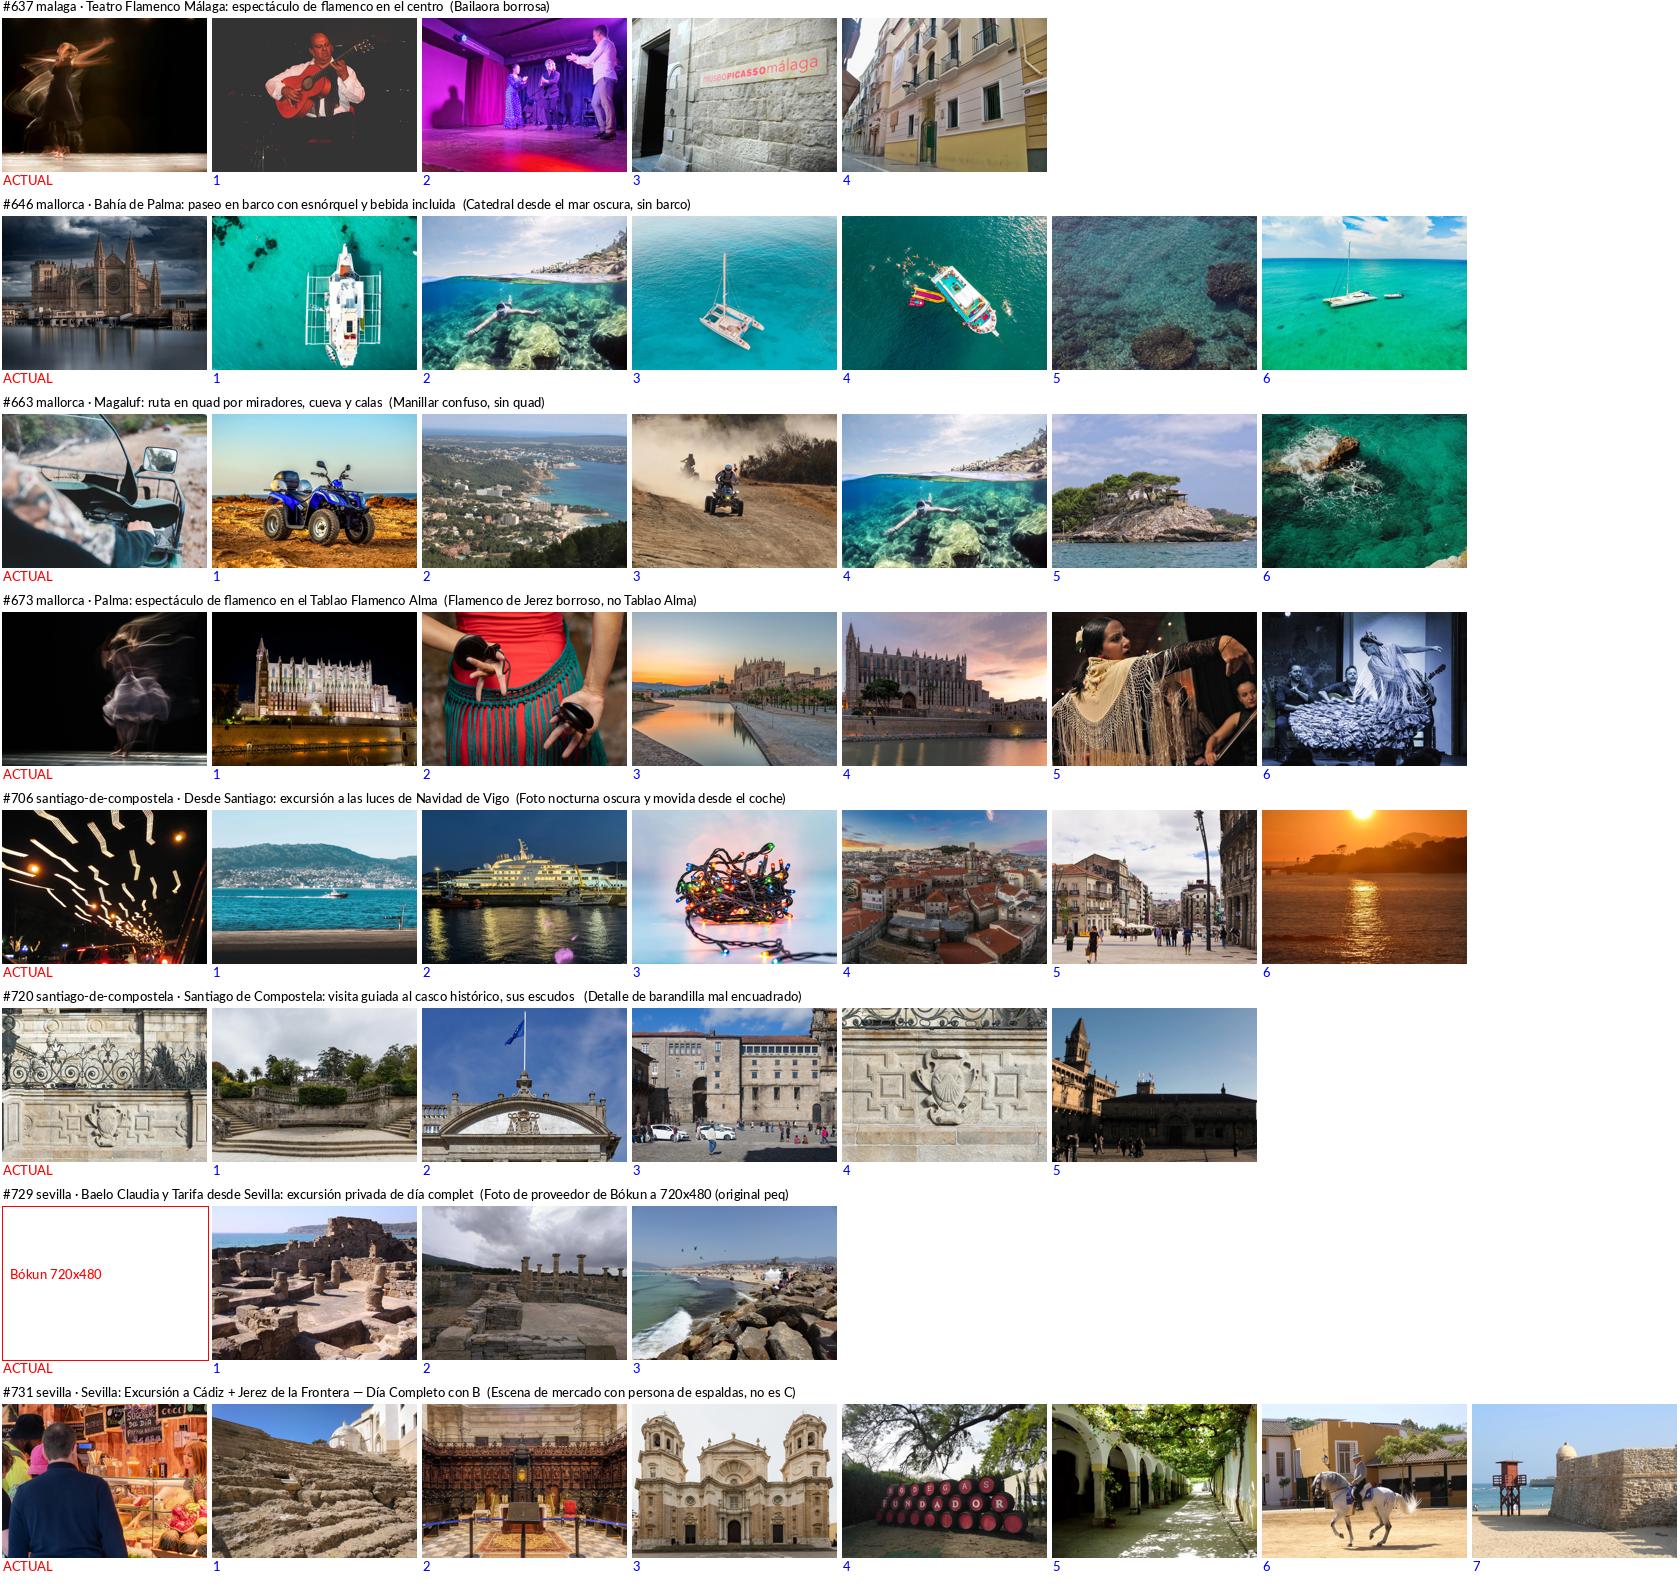 #637 malaga · Teatro Flamenco Málaga: espectáculo de flamenco en el centro (Bailaora borrosa)
museoPICASSOmálaga
ACTUAL 1 2 3 4
#646 mallorca · Bahía de Palma: paseo en barco con esnórquel y bebida incluida (Catedral desde el mar oscura, sin barco)
ACTUAL 1 2 3 4 5 6
#663 mallorca · Magaluf: ruta en quad por miradores, cueva y calas (Manillar confuso, sin quad)
ACTUAL 1 2 3 4 5 6
#673 mallorca · Palma: espectáculo de flamenco en el Tablao Flamenco Alma (Flamenco de Jerez borroso, no Tablao Alma)
ACTUAL 1 2 3 4 5 6
#706 santiago-de-compostela · Desde Santiago: excursión a las luces de Navidad de Vigo (Foto nocturna oscura y movida desde el coche)
ACTUAL 1 2 3 4 5 6
#720 santiago-de-compostela · Santiago de Compostela: visita guiada al casco histórico, sus escudos (Detalle de barandilla mal encuadrado)
ACTUAL 1 2 3 4 5
#729 sevilla · Baelo Claudia y Tarifa desde Sevilla: excursión privada de día complet (Foto de proveedor de Bókun a 720x480 (original peq)
Bókun 720x480
ACTUAL 1 2 3
#731 sevilla · Sevilla: Excursión a Cádiz + Jerez de la Frontera — Día Completo con B (Escena de mercado con persona de espaldas, no es C)
BODEGAS
FUNDADOR
ACTUAL 1 2 3 4 5 6 7